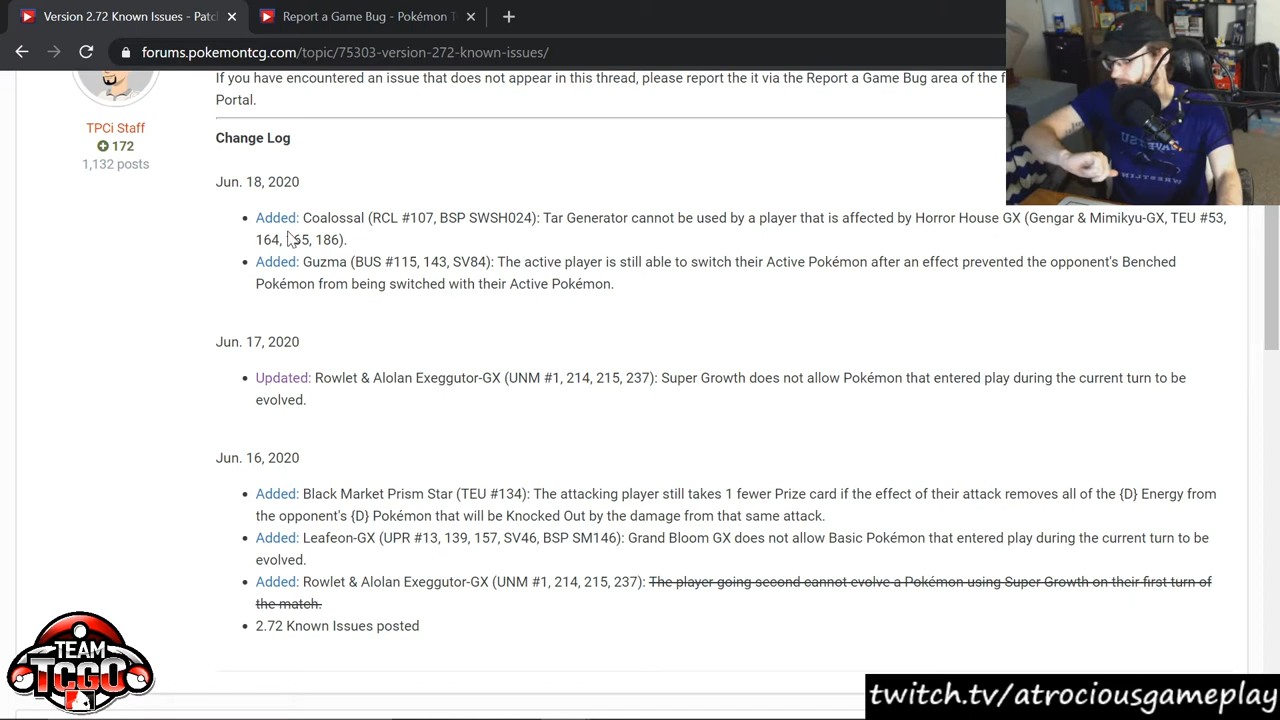 Version 2.72 Known Issues - Patc
Report a Game Bug - Pokémon T
forums.pokemontcg.com/topic/75303-version-272-known-issues/
If you have encountered an issue that does not appear in this thread, please report the it via the Report a Game Bug area of the f
Portal.
TPCi Staff
172
1,132 posts
Change Log
Jun. 18, 2020
Added: Coalossal (RCL #107, BSP SWSH024): Tar Generator cannot be used by a player that is affected by Horror House GX (Gengar & Mimikyu-GX, TEU #53,
164, 165, 186).
Added: Guzma (BUS #115, 143, SV84): The active player is still able to switch their Active Pokémon after an effect prevented the opponent's Benched
Pokémon from being switched with their Active Pokémon.
Jun. 17, 2020
Updated: Rowlet & Alolan Exeggutor-GX (UNM #1, 214, 215, 237): Super Growth does not allow Pokémon that entered play during the current turn to be
evolved.
Jun. 16, 2020
Added: Black Market Prism Star (TEU #134): The attacking player still takes 1 fewer Prize card if the effect of their attack removes all of the {D} Energy from
the opponent's {D} Pokémon that will be Knocked Out by the damage from that same attack.
Added: Leafeon-GX (UPR #13, 139, 157, SV46, BSP SM146): Grand Bloom GX does not allow Basic Pokémon that entered play during the current turn to be
evolved.
Added: Rowlet & Alolan Exeggutor-GX (UNM #1, 214, 215, 237): The player going second cannot evolve a Pokémon using Super Growth on their first turn of
the match.
2.72 Known Issues posted
TEAM
TCGO
twitch.tv/atrociousgameplay